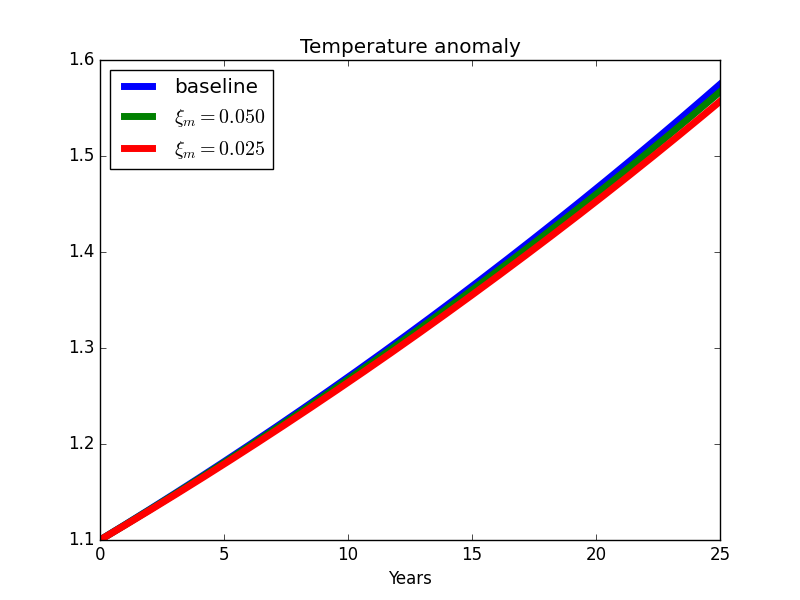 Temperature anomaly
1.6
1.5
1.4
1.3
1.2
1.1
baseline
ξₘ = 0.050
ξₘ = 0.025
0 5 10 15 20 25
Years